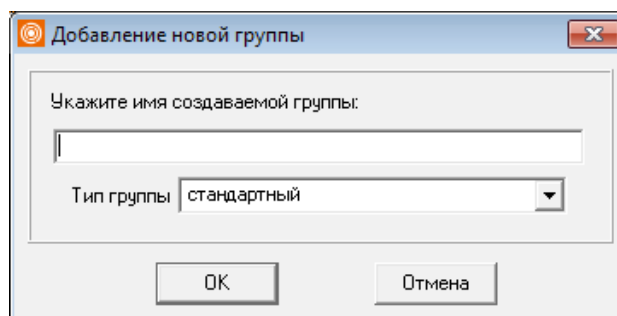 Добавление новой группы
Укажите имя создаваемой группы:
Тип группы стандартный
OK Отмена